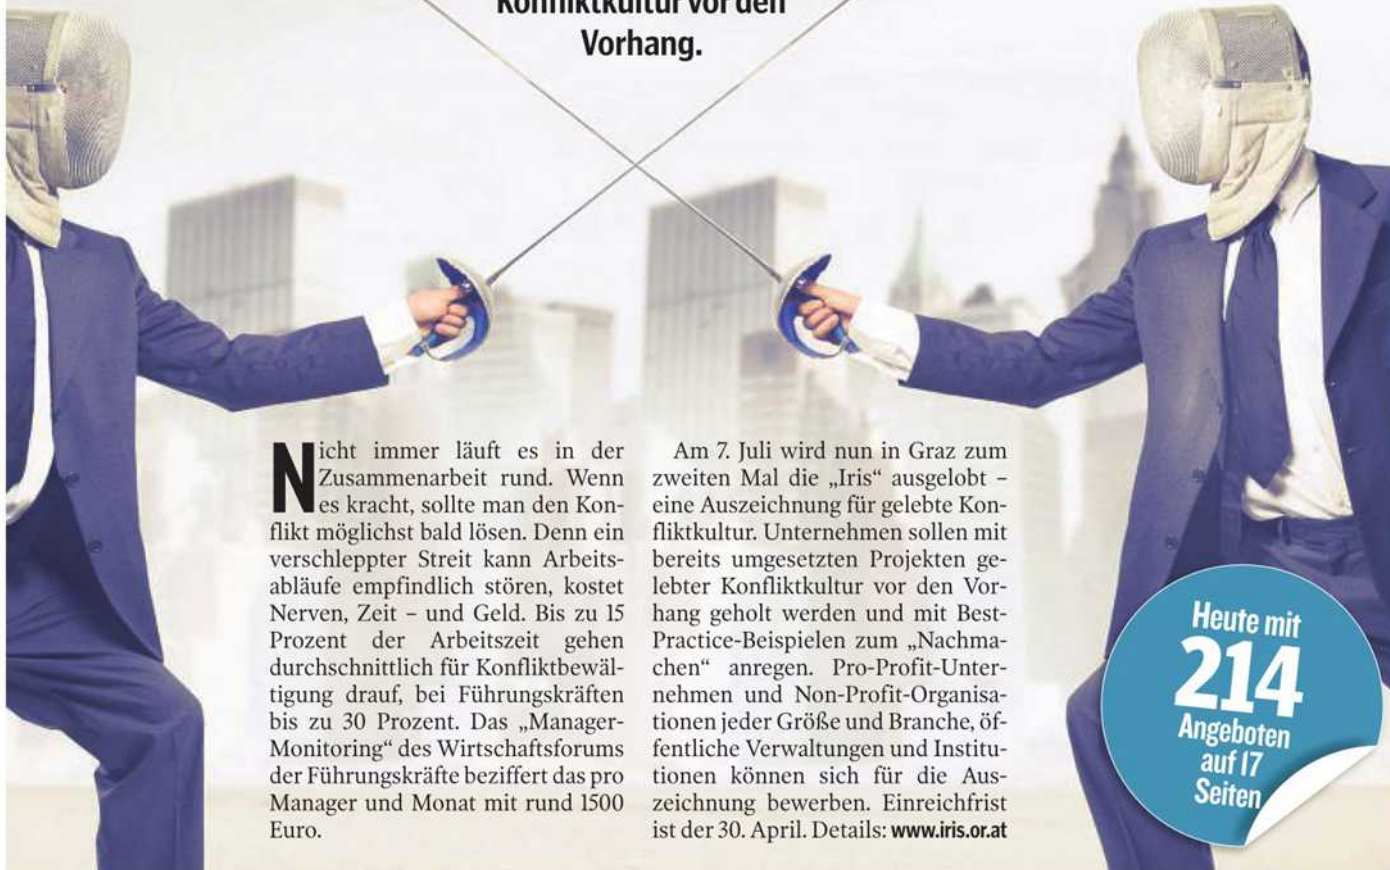 Konfliktkultur vor den
Vorhang.
Nicht immer läuft es in der
Zusammenarbeit rund. Wenn
es kracht, sollte man den Kon-
flikt möglichst bald lösen. Denn ein
verschleppter Streit kann Arbeits-
abläufe empfindlich stören, kostet
Nerven, Zeit – und Geld. Bis zu 15
Prozent der Arbeitszeit gehen
durchschnittlich für Konfliktbewäl-
tigung drauf, bei Führungskräften
bis zu 30 Prozent. Das „Manager-
Monitoring“ des Wirtschaftsforums
der Führungskräfte beziffert das pro
Manager und Monat mit rund 1500
Euro.
Am 7. Juli wird nun in Graz zum
zweiten Mal die „Iris“ ausgelobt –
eine Auszeichnung für gelebte Kon-
fliktkultur. Unternehmen sollen mit
bereits umgesetzten Projekten ge-
lebter Konfliktkultur vor den Vor-
hang geholt werden und mit Best-
Practice-Beispielen zum „Nachma-
chen“ anregen. Pro-Profit-Unter-
nehmen und Non-Profit-Organisa-
tionen jeder Größe und Branche, öf-
fentliche Verwaltungen und Institu-
tionen können sich für die Aus-
zeichnung bewerben. Einreichfrist
ist der 30. April. Details: www.iris.or.at
Heute mit
214
Angeboten
auf 17
Seiten